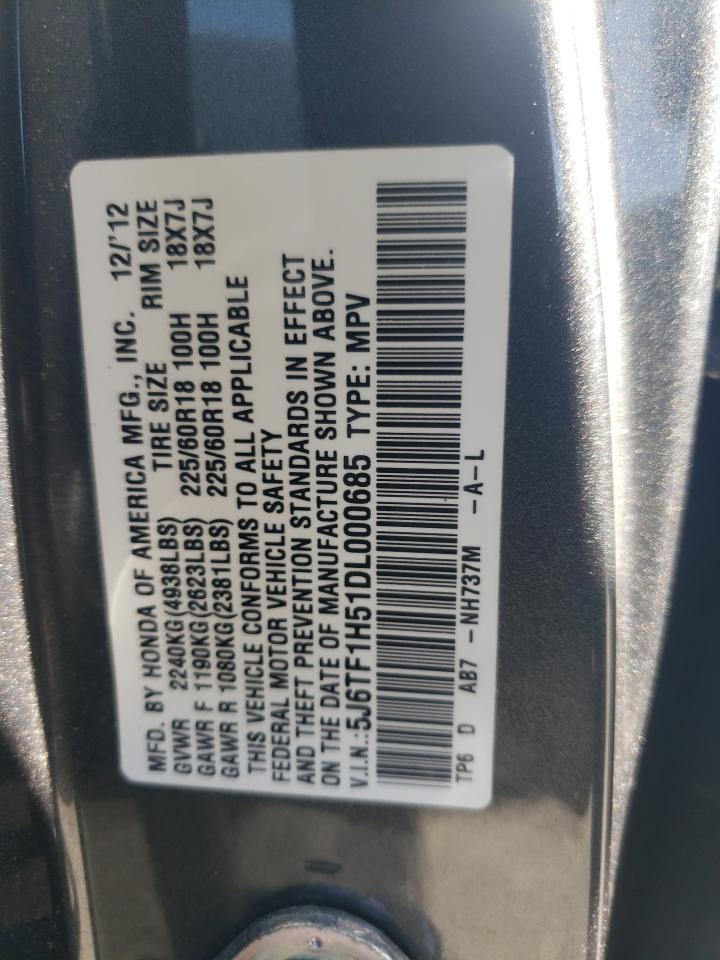 MFD. BY HONDA OF AMERICA MFG., INC. 12/'12
GVWR 2240KG(4938LBS) TIRE SIZE RIM SIZE
GAWR F 1190KG(2623LBS) 225/60R18 100H 18X7J
GAWR R 1080KG(2381LBS) 225/60R18 100H 18X7J
THIS VEHICLE CONFORMS TO ALL APPLICABLE
FEDERAL MOTOR VEHICLE SAFETY
AND THEFT PREVENTION STANDARDS IN EFFECT
ON THE DATE OF MANUFACTURE SHOWN ABOVE.
V.I.N.:5J6TF1H51DL000685 TYPE: MPV
TP6 D AB7 -NH737M -A-L